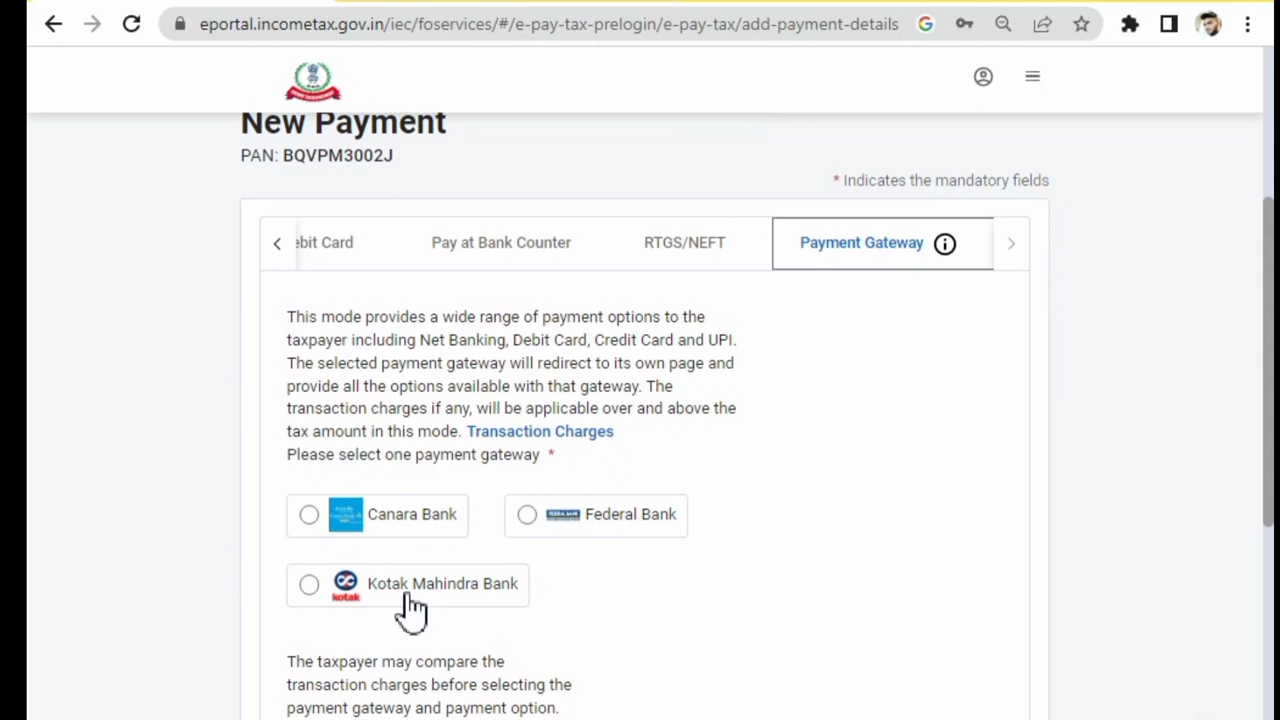 eportal.incometax.gov.in/iec/foservices/#/e-pay-tax-prelogin/e-pay-tax/add-payment-details
New Payment
PAN: BQVPM3002J
* Indicates the mandatory fields
ebit Card
Pay at Bank Counter
RTGS/NEFT
Payment Gateway
This mode provides a wide range of payment options to the
taxpayer including Net Banking, Debit Card, Credit Card and UPI.
The selected payment gateway will redirect to its own page and
provide all the options available with that gateway. The
transaction charges if any, will be applicable over and above the
tax amount in this mode. Transaction Charges
Please select one payment gateway *
Canara Bank
FEDERAL BANK Federal Bank
kotak Kotak Mahindra Bank
The taxpayer may compare the
transaction charges before selecting the
payment gateway and payment option.